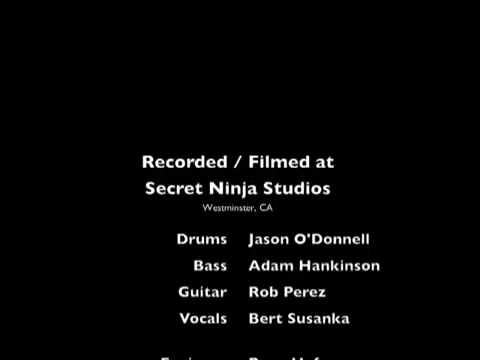 Recorded / Filmed at
Secret Ninja Studios
Westminster, CA
Drums Jason O'Donnell
Bass Adam Hankinson
Guitar Rob Perez
Vocals Bert Susanka